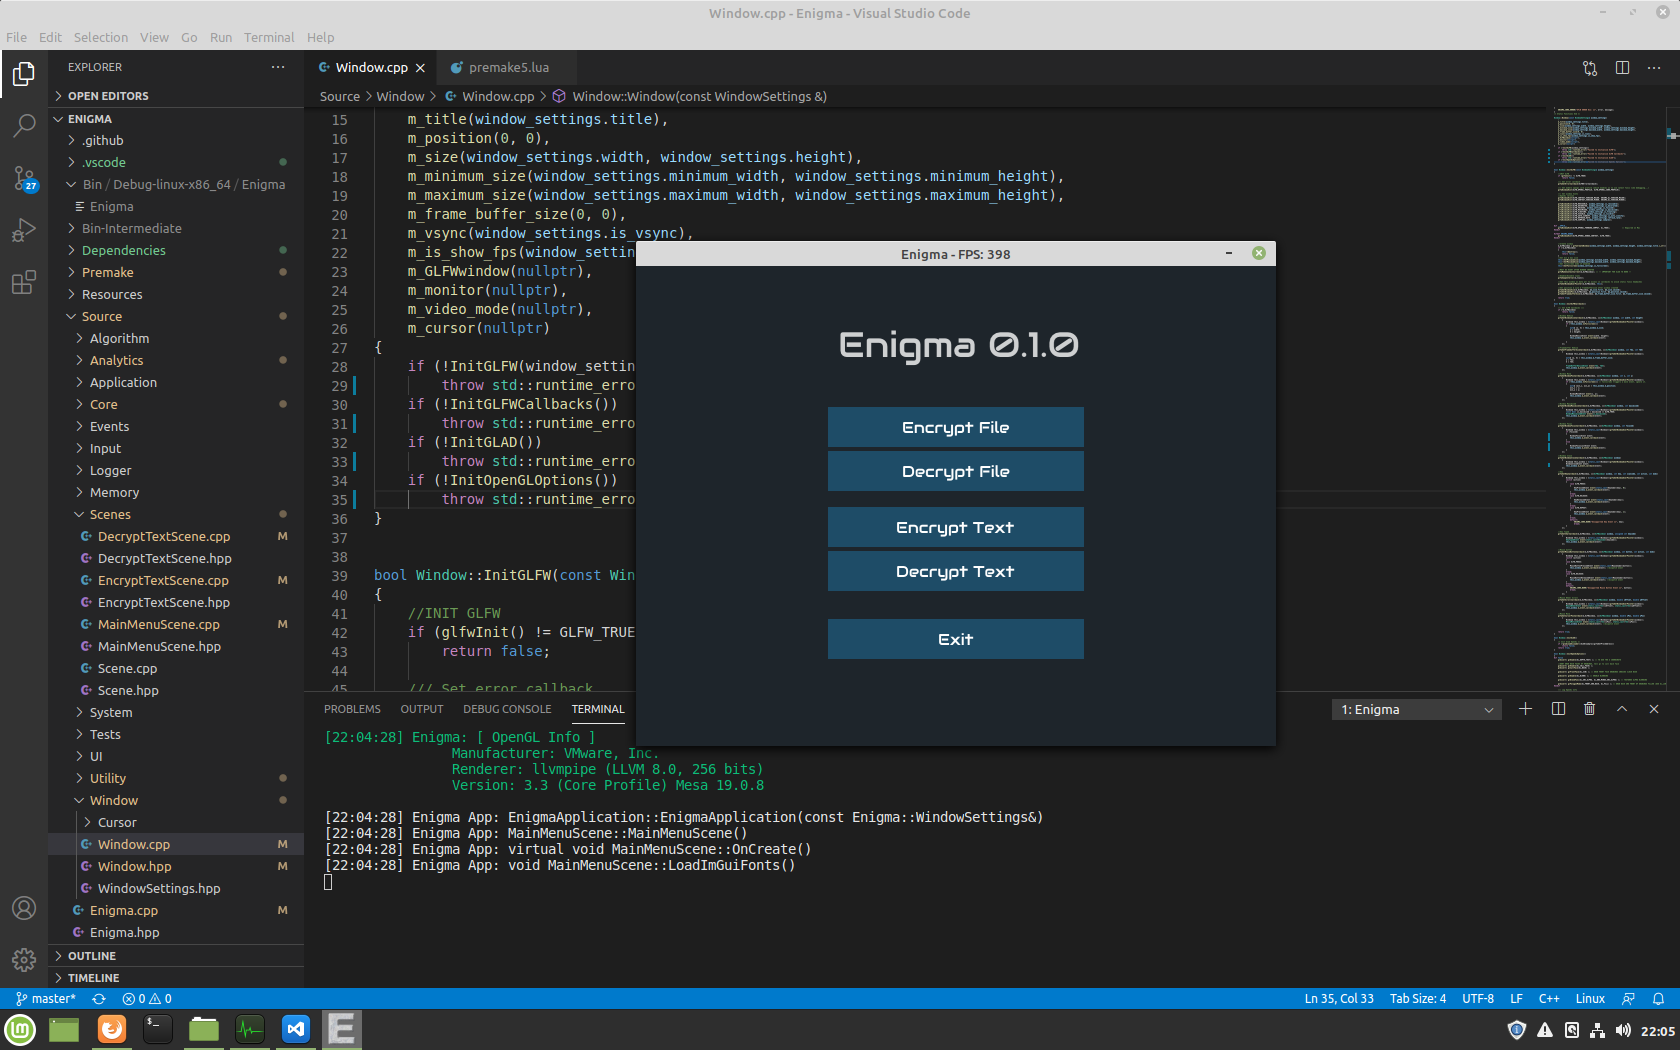 Window.cpp - Enigma - Visual Studio Code
File Edit Selection View Go Run Terminal Help
EXPLORER
OPEN EDITORS
ENIGMA
.github
.vscode
Bin / Debug-linux-x86_64 / Enigma
Enigma
Bin-Intermediate
Dependencies
Premake
Resources
Source
Algorithm
Analytics
Application
Core
Events
Input
Logger
Memory
Scenes
DecryptTextScene.cpp M
DecryptTextScene.hpp
EncryptTextScene.cpp M
EncryptTextScene.hpp
MainMenuScene.cpp M
MainMenuScene.hpp
Scene.cpp
Scene.hpp
System
Tests
UI
Utility
Window
Cursor
Window.cpp M
Window.hpp M
WindowSettings.hpp
Enigma.cpp M
Enigma.hpp
OUTLINE
TIMELINE
27
Window.cpp premake5.lua
Source > Window > Window.cpp > Window::Window(const WindowSettings &)
15 m_title(window_settings.title),
16 m_position(0, 0),
17 m_size(window_settings.width, window_settings.height),
18 m_minimum_size(window_settings.minimum_width, window_settings.minimum_height),
19 m_maximum_size(window_settings.maximum_width, window_settings.maximum_height),
20 m_frame_buffer_size(0, 0),
21 m_vsync(window_settings.is_vsync),
22 m_is_show_fps(window_settin
23 m_GLFWwindow(nullptr),
24 m_monitor(nullptr),
25 m_video_mode(nullptr),
26 m_cursor(nullptr)
27 {
28 if (!InitGLFW(window_settin
29 throw std::runtime_erro
30 if (!InitGLFWCallbacks())
31 throw std::runtime_erro
32 if (!InitGLAD())
33 throw std::runtime_erro
34 if (!InitOpenGLOptions())
35 throw std::runtime_erro
36 }
37
38
39 bool Window::InitGLFW(const Win
40 {
41 //INIT GLFW
42 if (glfwInit() != GLFW_TRUE
43 return false;
44
45 /// Set error callback
Enigma - FPS: 398
Enigma 0.1.0
Encrypt File
Decrypt File
Encrypt Text
Decrypt Text
Exit
PROBLEMS OUTPUT DEBUG CONSOLE TERMINAL
1: Enigma
[22:04:28] Enigma: [ OpenGL Info ]
Manufacturer: VMware, Inc.
Renderer: llvmpipe (LLVM 8.0, 256 bits)
Version: 3.3 (Core Profile) Mesa 19.0.8
[22:04:28] Enigma App: EnigmaApplication::EnigmaApplication(const Enigma::WindowSettings&)
[22:04:28] Enigma App: MainMenuScene::MainMenuScene()
[22:04:28] Enigma App: virtual void MainMenuScene::OnCreate()
[22:04:28] Enigma App: void MainMenuScene::LoadImGuiFonts()
master* 0 0
Ln 35, Col 33 Tab Size: 4 UTF-8 LF C++ Linux
22:05